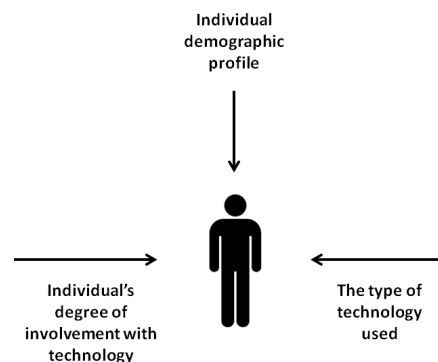 Individual
demographic
profile
Individual’s
degree of
involvement with
technology
The type of
technology
used